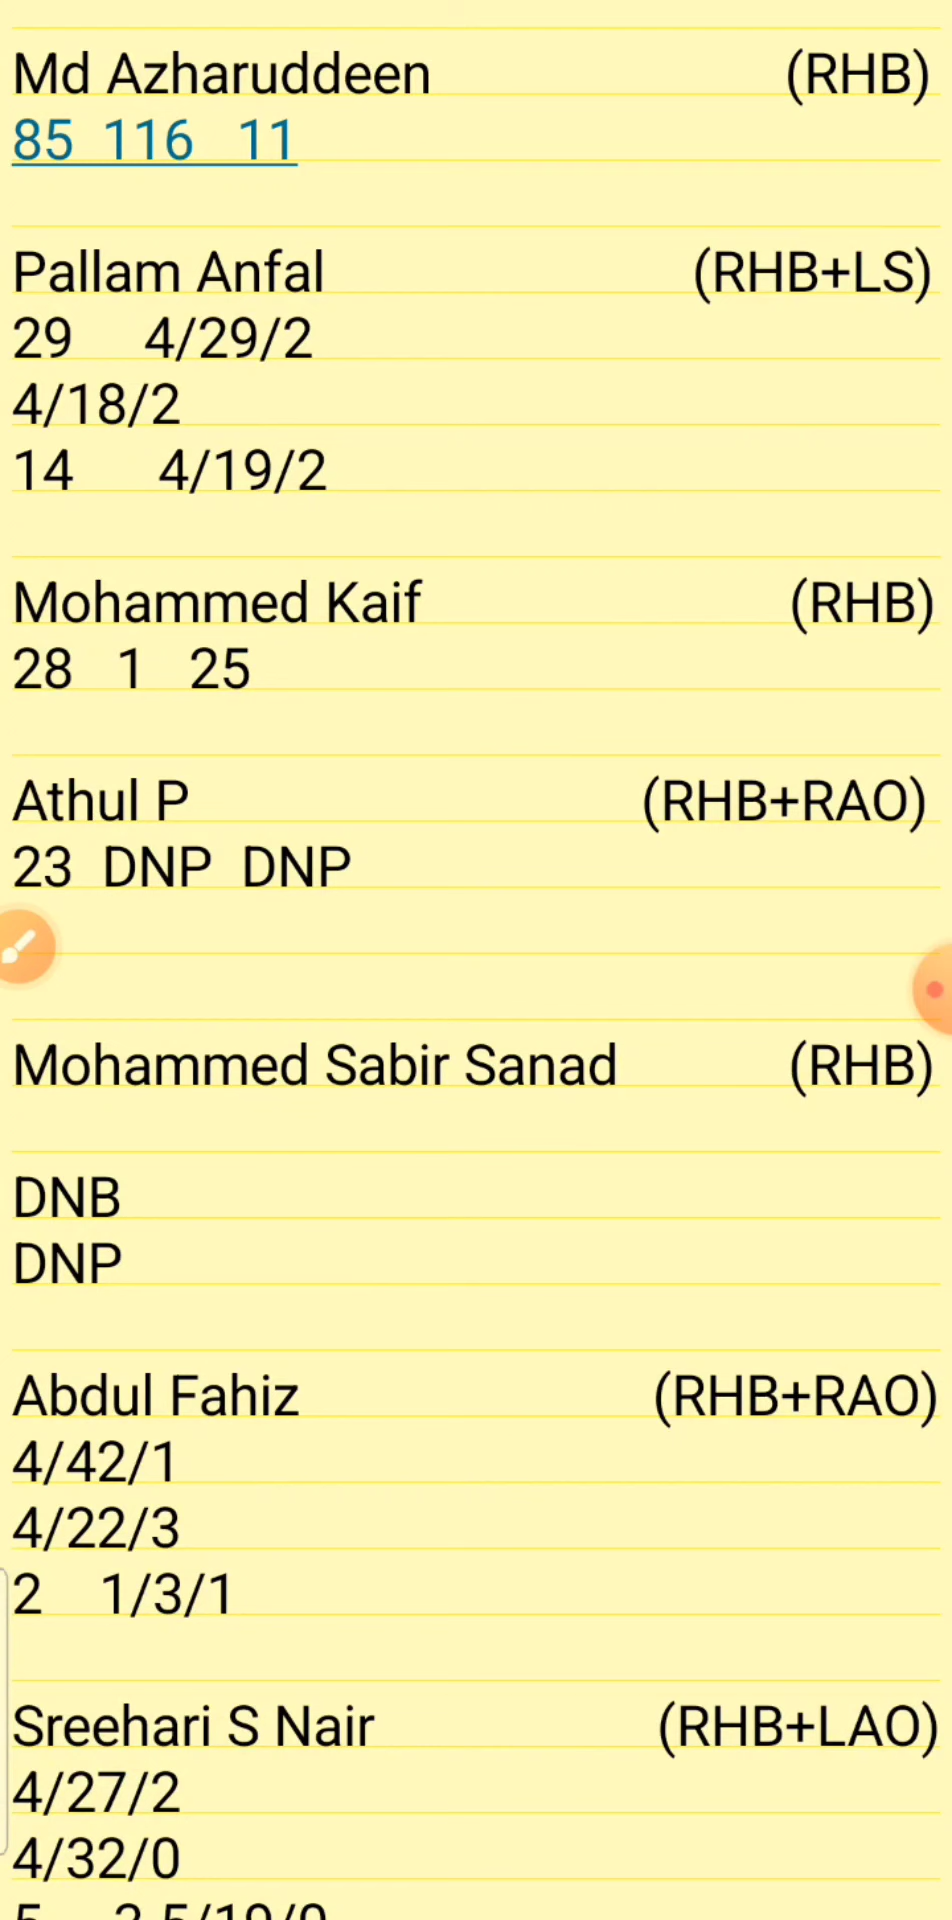 Md Azharuddeen (RHB)
85 116 11
Pallam Anfal (RHB+LS)
29 4/29/2
4/18/2
14 4/19/2
Mohammed Kaif (RHB)
28 1 25
Athul P (RHB+RAO)
23 DNP DNP
Mohammed Sabir Sanad (RHB)
DNB
DNP
Abdul Fahiz (RHB+RAO)
4/42/1
4/22/3
2 1/3/1
Sreehari S Nair (RHB+LAO)
4/27/2
4/32/0